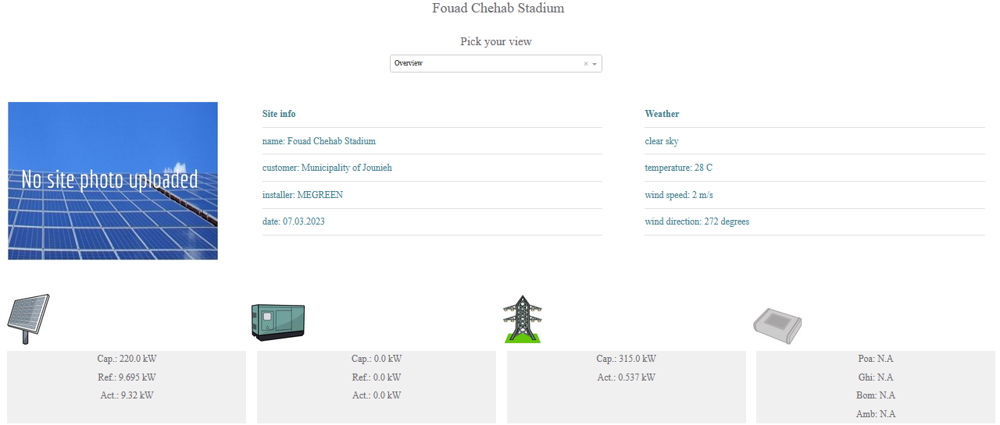 Fouad Chehab Stadium
Pick your view
Overview
No site photo uploaded
Site info
name: Fouad Chehab Stadium
customer: Municipality of Jounieh
installer: MEGREEN
date: 07.03.2023
Weather
clear sky
temperature: 28 C
wind speed: 2 m/s
wind direction: 272 degrees
Cap.: 220.0 kW
Ref.: 9.695 kW
Act.: 9.32 kW
Cap.: 0.0 kW
Ref.: 0.0 kW
Act.: 0.0 kW
Cap.: 315.0 kW
Act.: 0.537 kW
Poa: N.A
Ghi: N.A
Bom: N.A
Amb: N.A